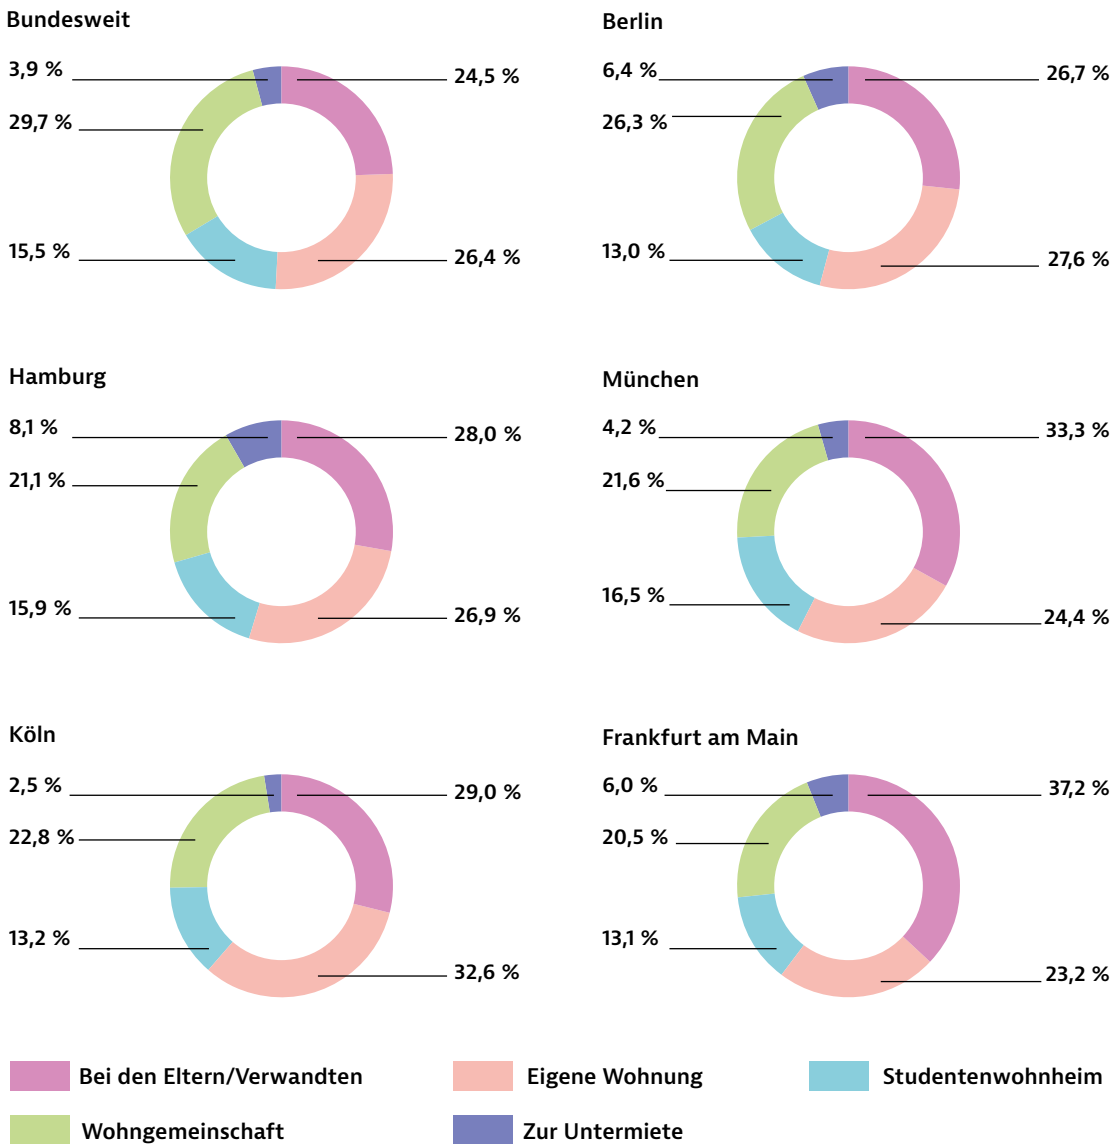 Bundesweit
3,9 %
24,5 %
29,7 %
15,5 %
26,4 %
Berlin
6,4 %
26,7 %
26,3 %
13,0 %
27,6 %
Hamburg
8,1 %
28,0 %
21,1 %
15,9 %
26,9 %
München
4,2 %
33,3 %
21,6 %
16,5 %
24,4 %
Köln
2,5 %
29,0 %
22,8 %
13,2 %
32,6 %
Frankfurt am Main
6,0 %
37,2 %
20,5 %
13,1 %
23,2 %
Bei den Eltern/Verwandten
Eigene Wohnung
Studentenwohnheim
Wohngemeinschaft
Zur Untermiete